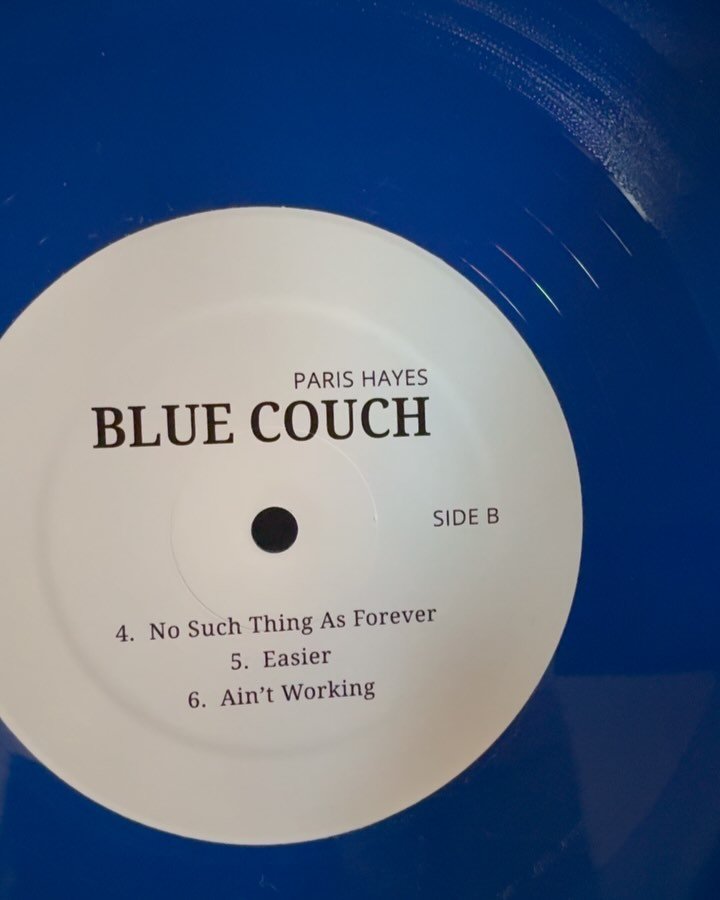 PARIS HAYES
BLUE COUCH
SIDE B
4. No Such Thing As Forever
5. Easier
6. Ain’t Working